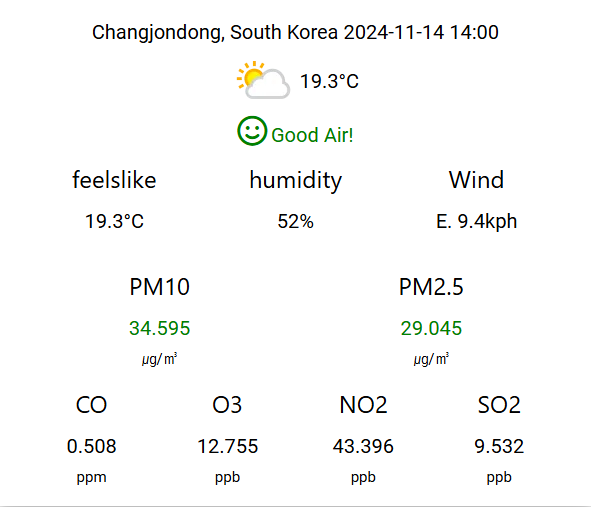 Changjondong, South Korea 2024-11-14 14:00
19.3°C
Good Air!
feelslike humidity Wind
19.3°C 52% E. 9.4kph
PM10 PM2.5
34.595 29.045
㎍/㎥ ㎍/㎥
CO O3 NO2 SO2
0.508 12.755 43.396 9.532
ppm ppb ppb ppb